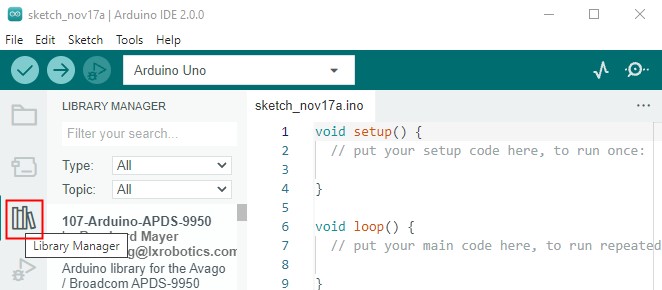 sketch_nov17a | Arduino IDE 2.0.0
File Edit Sketch Tools Help
Arduino Uno
LIBRARY MANAGER
Filter your search...
Type: All
Topic: All
107-Arduino-APDS-9950
Mayer
@lxrobotics.com
Library Manager
Arduino library for the Avago
/ Broadcom APDS-9950
sketch_nov17a.ino
1 void setup() {
2 // put your setup code here, to run once:
3
4 }
5
6 void loop() {
7 // put your main code here, to run repeated
8
9 }